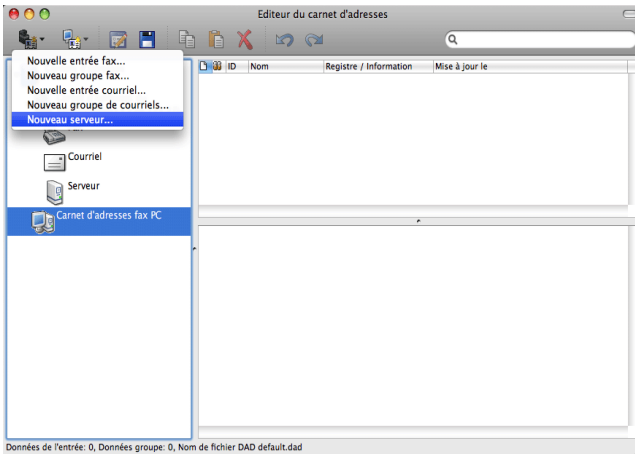 Editeur du carnet d'adresses
Nouvelle entrée fax...
Nouveau groupe fax...
Nouvelle entrée courriel...
Nouveau groupe de courriels...
Nouveau serveur...
ID Nom Registre / Information Mise à jour le
Fax
Courriel
Serveur
Carnet d'adresses fax PC
Données de l'entrée: 0, Données groupe: 0, Nom de fichier DAD default.dad